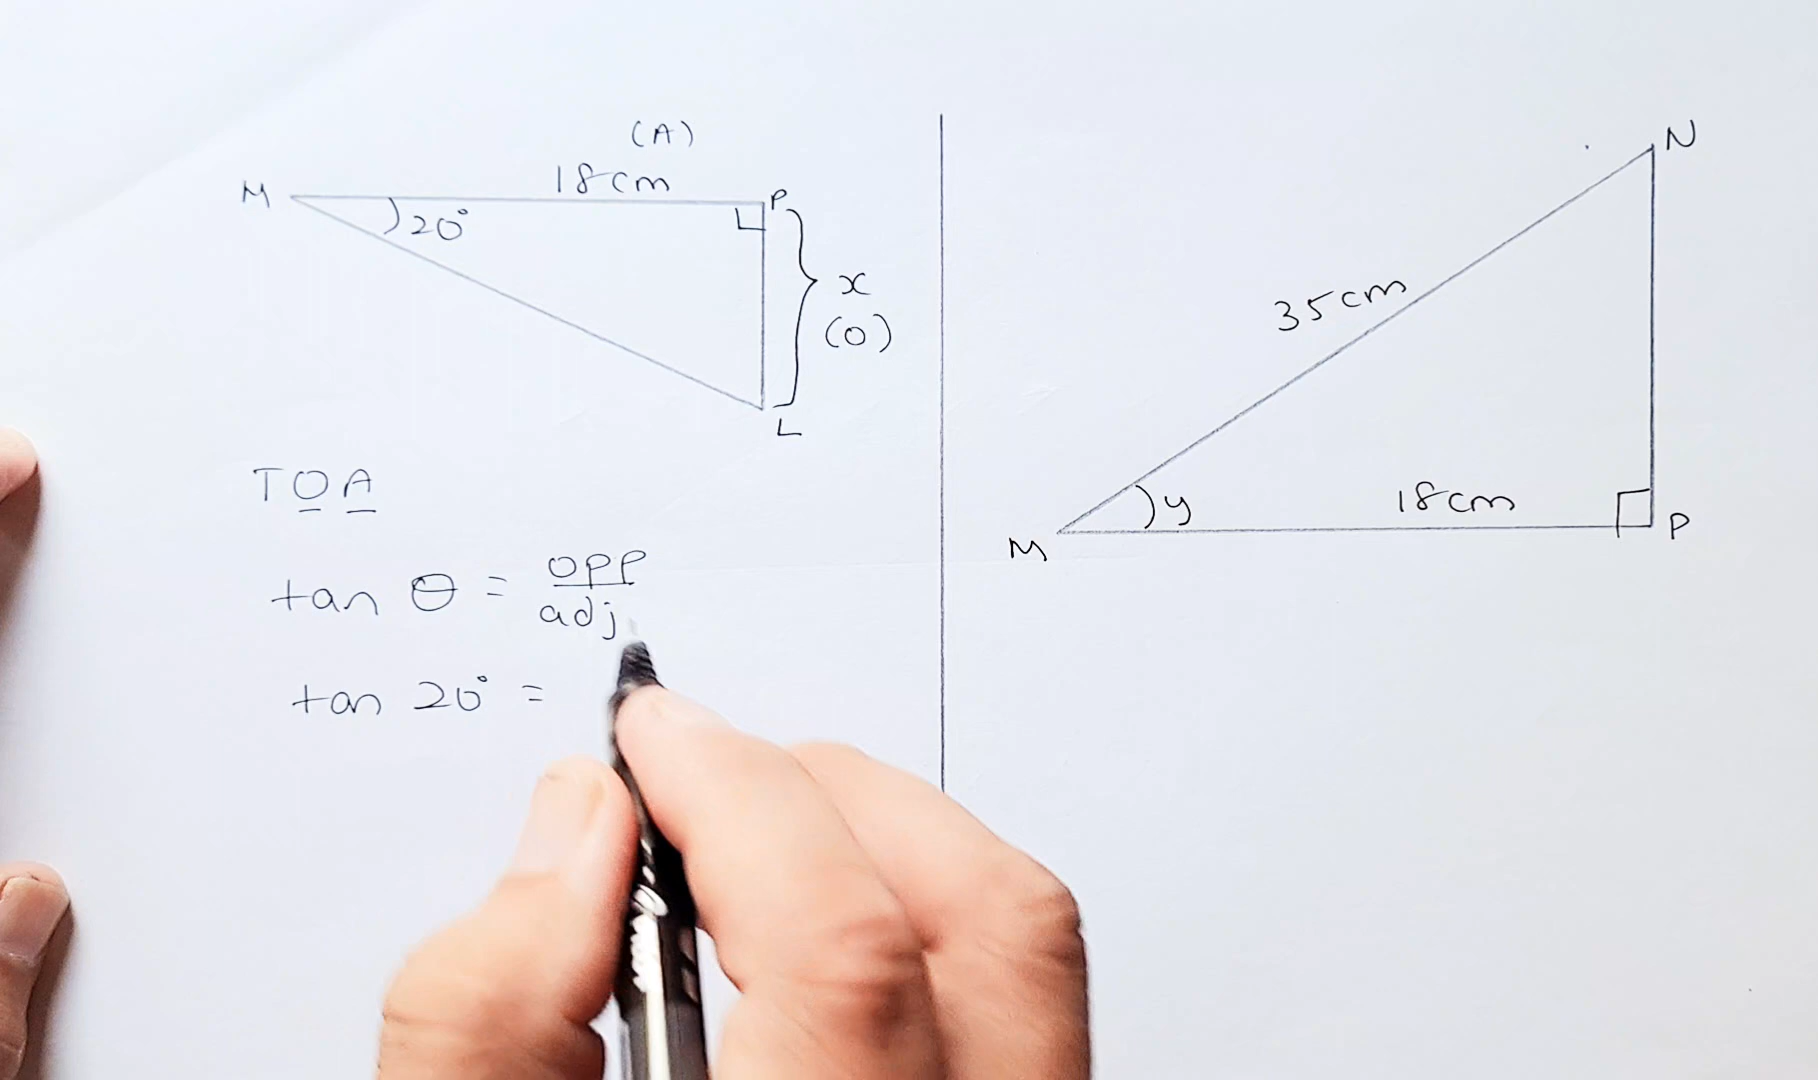 (A)
18cm
M
20°
P
x
(O)
L
TOA
tan θ = opp
adj
tan 20° =
N
35cm
y
18cm
M
P